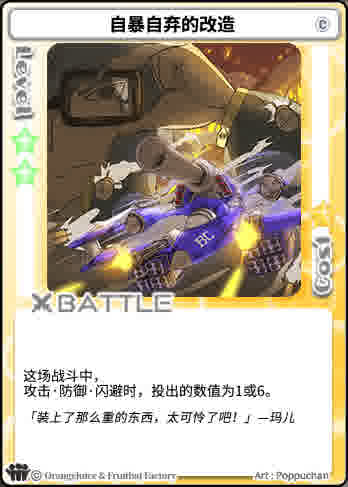 自暴自弃的改造
C
Level
Cost
BC
BATTLE
这场战斗中，
攻击·防御·闪避时，投出的数值为1或6。
「装上了那么重的东西，太可怜了吧！」—玛儿
© OrangeJuice & Fruitbat Factory
Art : Poppuchan